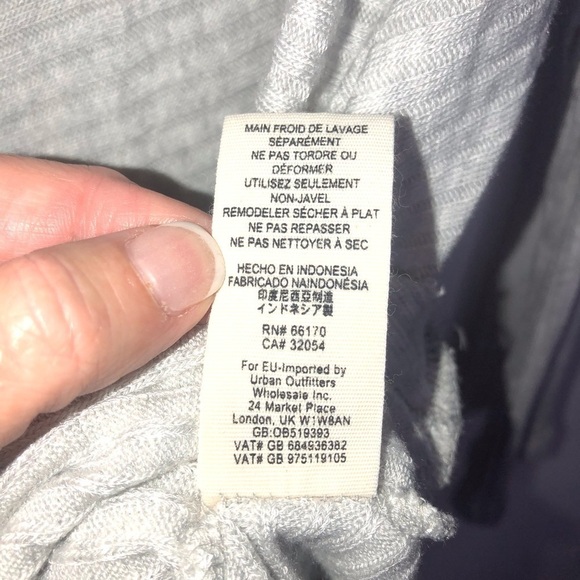 MAIN FROID DE LAVAGE
SÉPARÉMENT
NE PAS TORDRE OU
DÉFORMER
UTILISEZ SEULEMENT
NON-JAVEL
REMODELER SÉCHER À PLAT
NE PAS REPASSER
NE PAS NETTOYER À SEC
HECHO EN INDONESIA
FABRICADO NAINDONÉSIA
印度尼西亞制造
インドネシア製
RN# 66170
CA# 32054
For EU-Imported by
Urban Outfitters
Wholesale Inc.
24 Market Place
London, UK W1W8AN
GB:OB519393
VAT# GB 684936382
VAT# GB 975119105